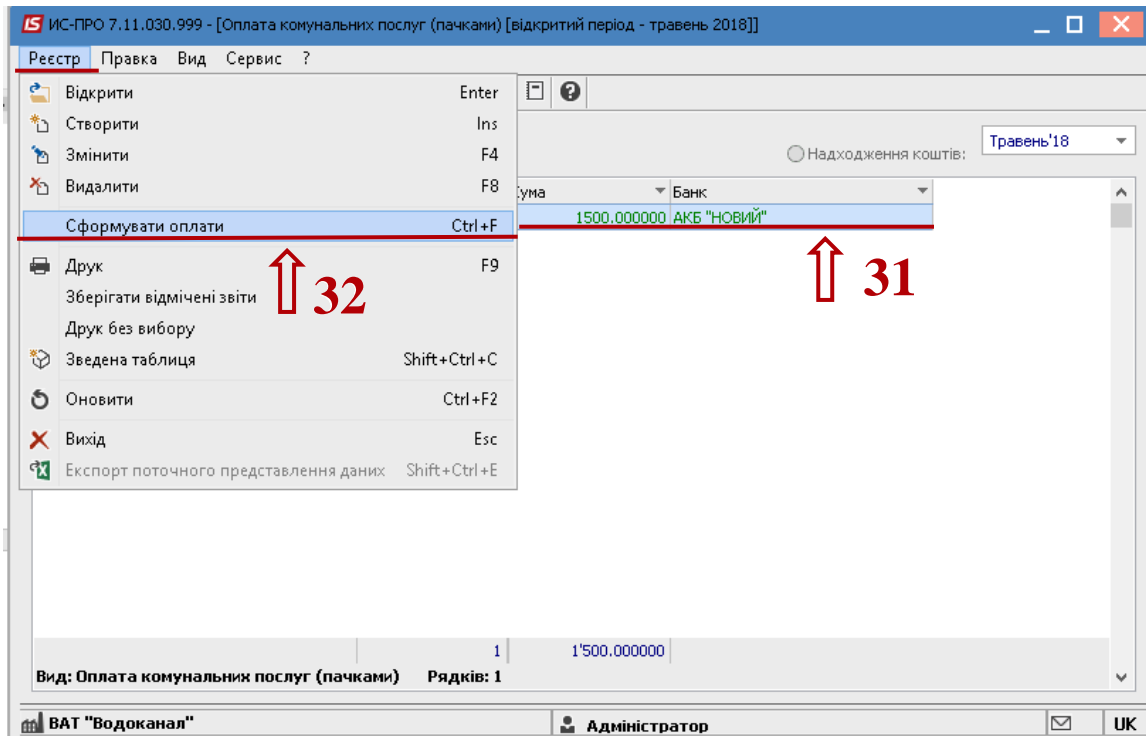 ИС-ПРО 7.11.030.999 - [Оплата комунальних послуг (пачками) [відкритий період - травень 2018]]
Реєстр Правка Вид Сервис ?
Відкрити Enter
Створити Ins
Змінити F4
Видалити F8
Сформувати оплати Ctrl+F
Друк F9
Зберігати відмічені звіти
Друк без вибору
Зведена таблиця Shift+Ctrl+C
Оновити Ctrl+F2
Вихід Esc
Експорт поточного представлення даних Shift+Ctrl+E
Надходження коштів: Травень'18
ума Банк
1500.000000 АКБ "НОВИЙ"
32
31
1 1'500.000000
Вид: Оплата комунальних послуг (пачками) Рядків: 1
ВАТ "Водоканал" Адміністратор UK